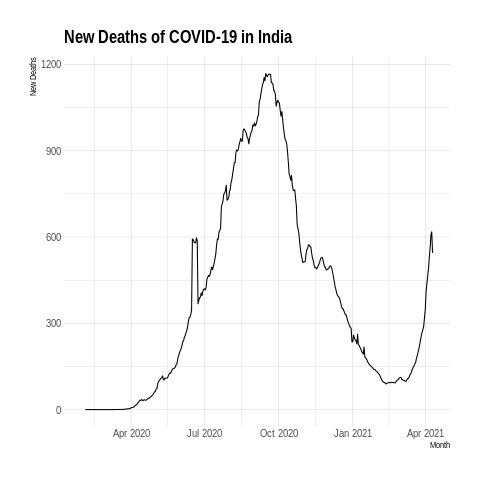 New Deaths of COVID-19 in India
New Deaths
1200
900
600
300
0
Apr 2020 Jul 2020 Oct 2020 Jan 2021 Apr 2021
Month